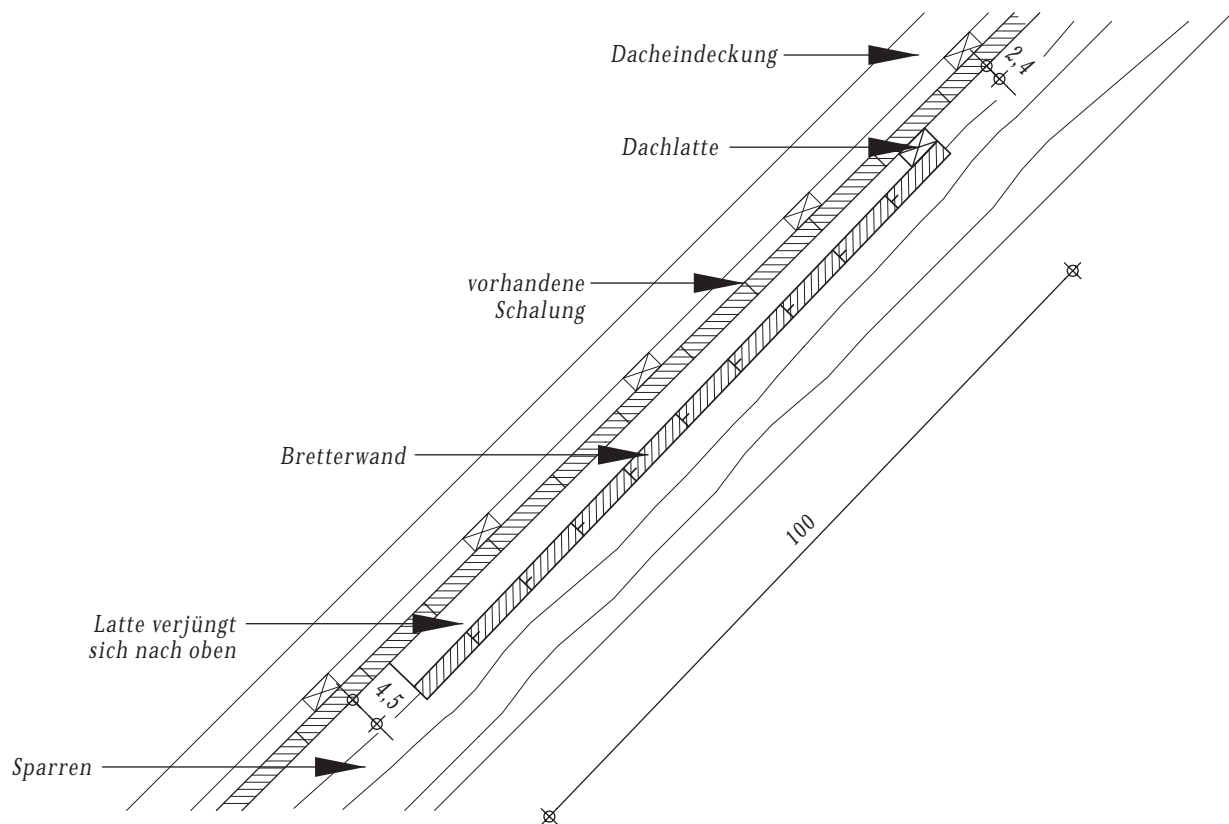 Dacheindeckung
2,4
Dachlatte
vorhandene
Schalung
Bretterwand
100
Latte verjüngt
sich nach oben
4,5
Sparren